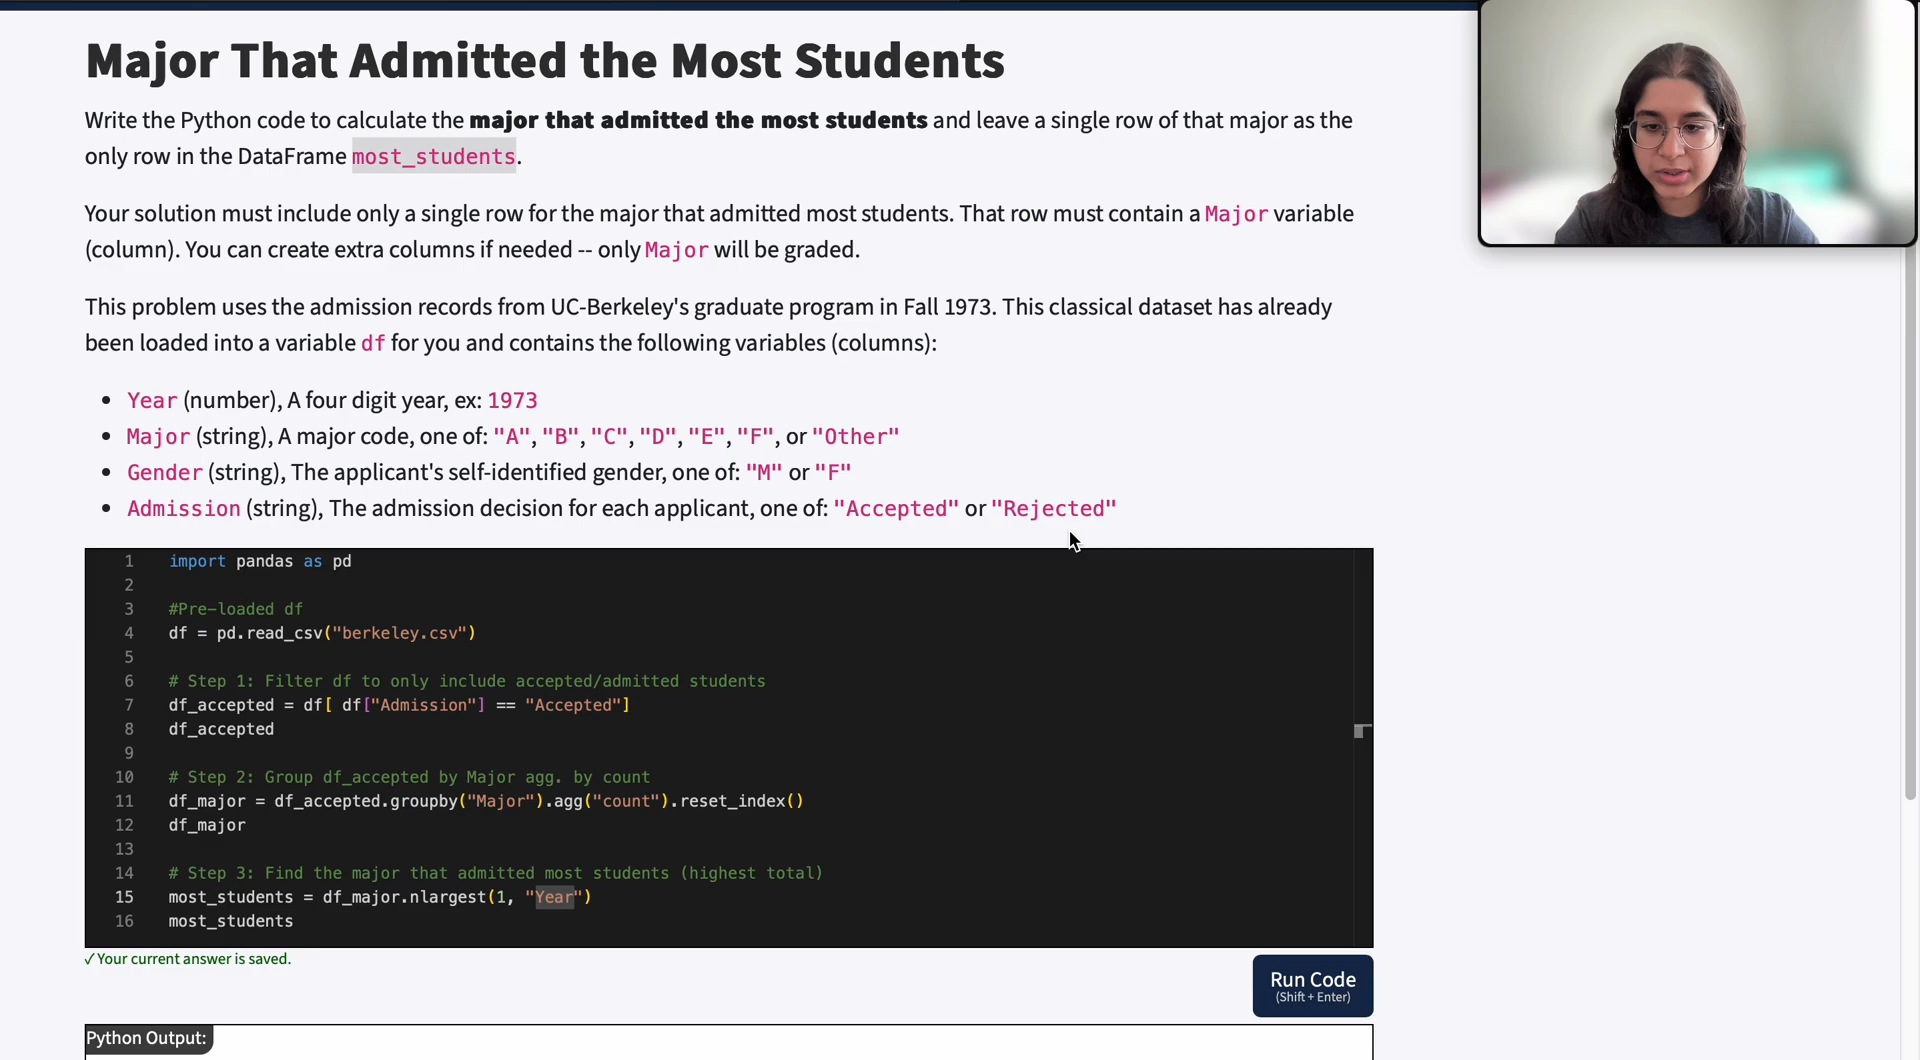 Major That Admitted the Most Students
Write the Python code to calculate the major that admitted the most students and leave a single row of that major as the
only row in the DataFrame most_students.
Your solution must include only a single row for the major that admitted most students. That row must contain a Major variable
(column). You can create extra columns if needed -- only Major will be graded.
This problem uses the admission records from UC-Berkeley's graduate program in Fall 1973. This classical dataset has already
been loaded into a variable df for you and contains the following variables (columns):
• Year (number), A four digit year, ex: 1973
• Major (string), A major code, one of: "A", "B", "C", "D", "E", "F", or "Other"
• Gender (string), The applicant's self-identified gender, one of: "M" or "F"
• Admission (string), The admission decision for each applicant, one of: "Accepted" or "Rejected"
1 import pandas as pd
2
3 #Pre-loaded df
4 df = pd.read_csv("berkeley.csv")
5
6 # Step 1: Filter df to only include accepted/admitted students
7 df_accepted = df[ df["Admission"] == "Accepted"]
8 df_accepted
9
10 # Step 2: Group df_accepted by Major agg. by count
11 df_major = df_accepted.groupby("Major").agg("count").reset_index()
12 df_major
13
14 # Step 3: Find the major that admitted most students (highest total)
15 most_students = df_major.nlargest(1, "Year")
16 most_students
✓Your current answer is saved.
Run Code
(Shift + Enter)
Python Output: